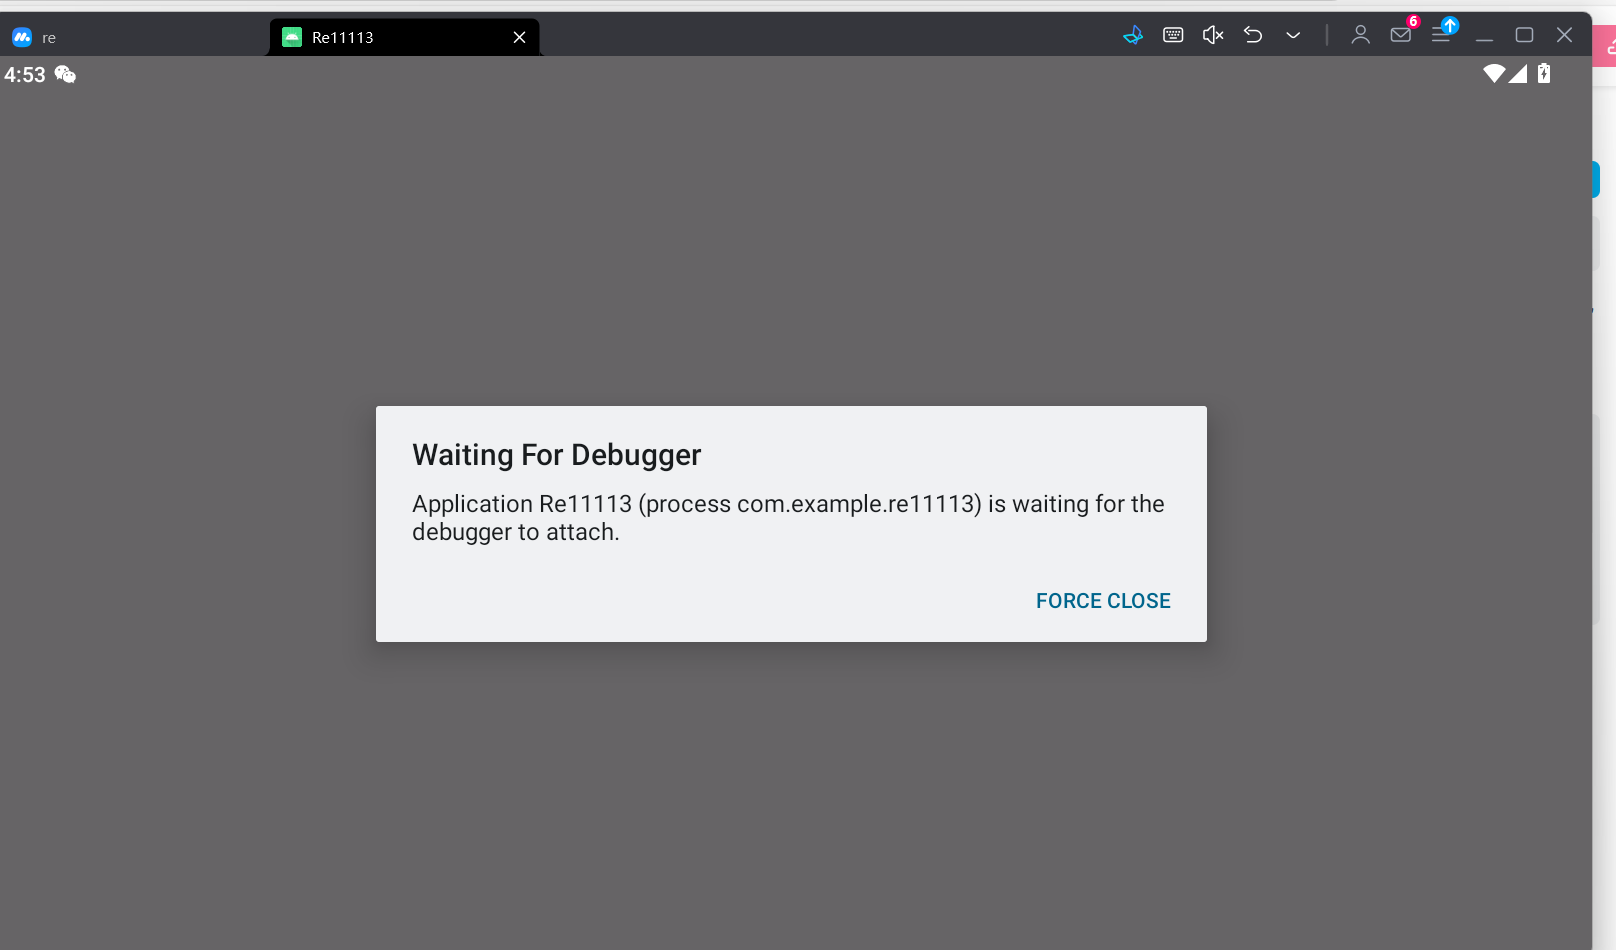 re
Re11113
6
4:53
Waiting For Debugger
Application Re11113 (process com.example.re11113) is waiting for the
debugger to attach.
FORCE CLOSE